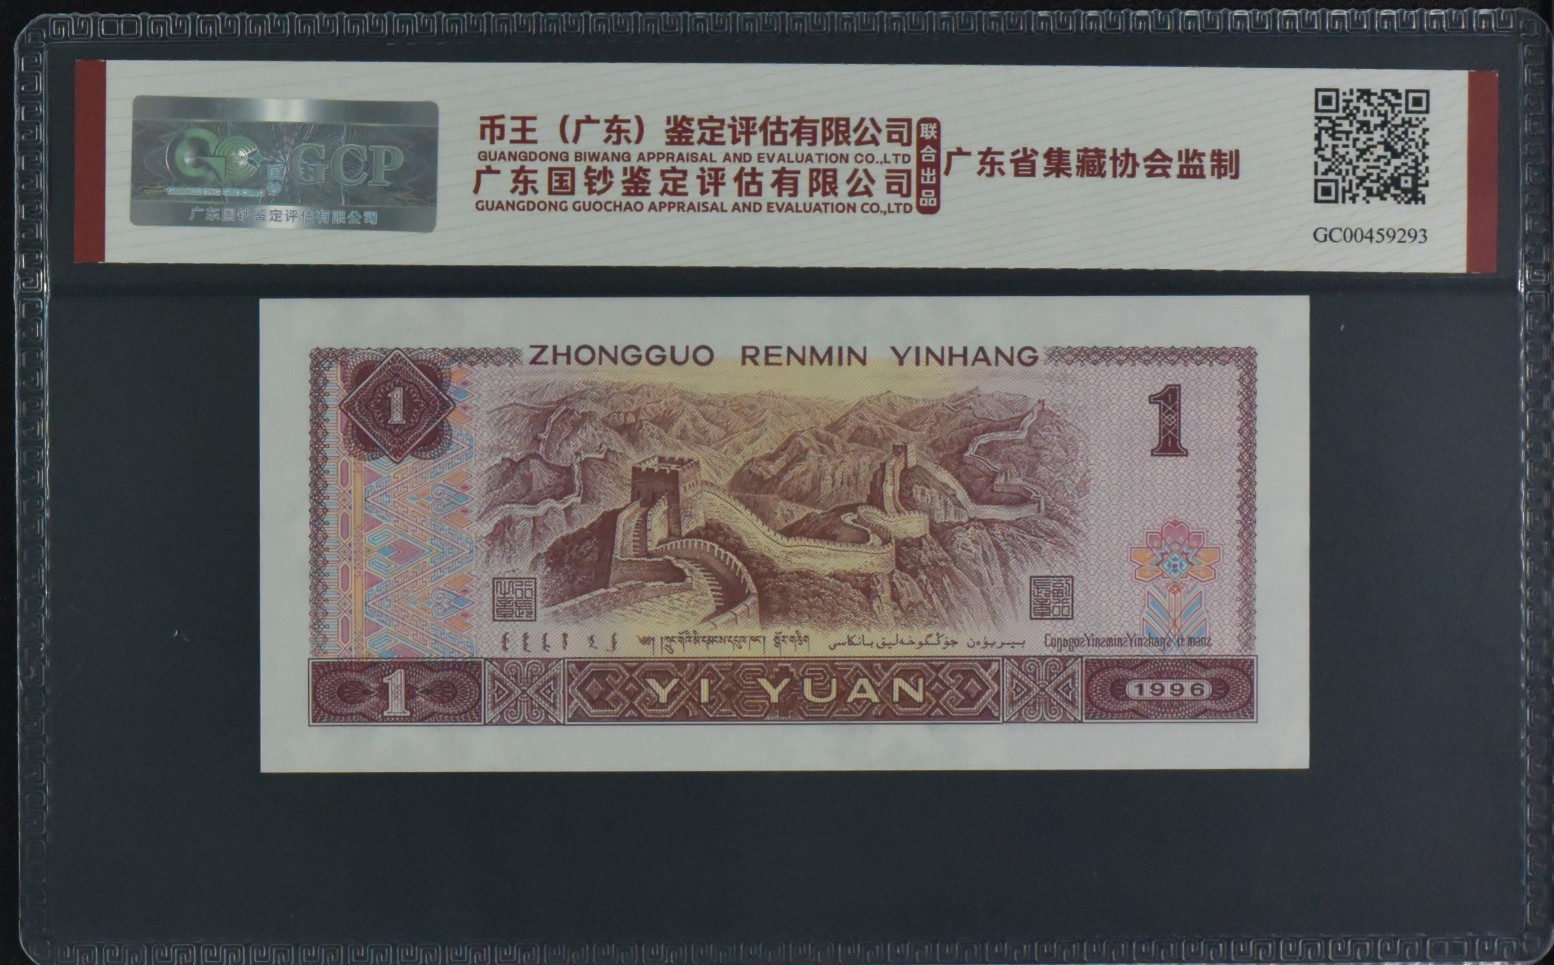 GCP
国钞
广东国钞鉴定评估有限公司
币王（广东）鉴定评估有限公司
GUANGDONG BIWANG APPRAISAL AND EVALUATION CO.,LTD
广东国钞鉴定评估有限公司
GUANGDONG GUOCHAO APPRAISAL AND EVALUATION CO.,LTD
联合出品
广东省集藏协会监制
GC00459293
ZHONGGUO RENMIN YINHANG
1
1
1
YI YUAN
1996